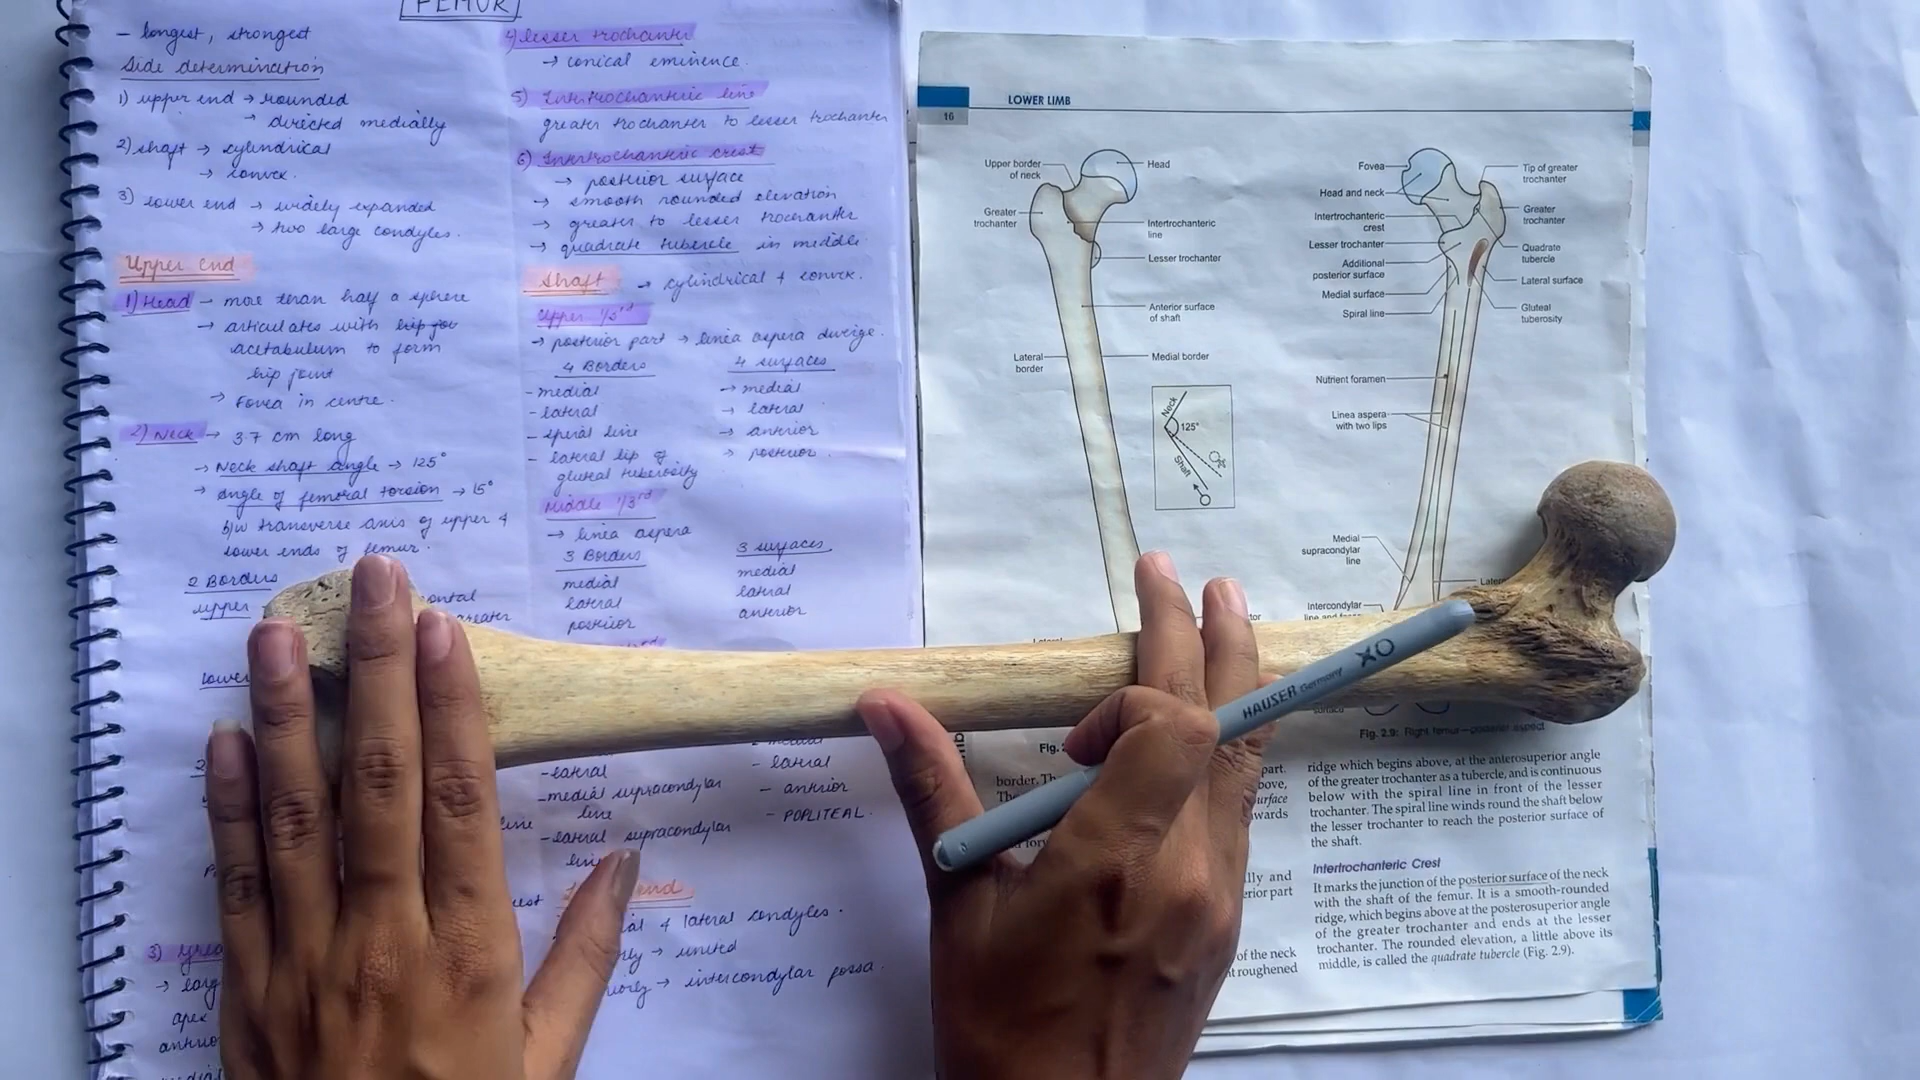 FEMUR
- longest, strongest
Side determination
1) upper end → rounded
→ directed medially
2) shaft → cylindrical
→ convex.
3) lower end → widely expanded
→ two large condyles.
Upper end
1) Head - more than half a sphere
→ articulates with
acetabulum to form
hip joint
→ Fovea in centre.
2) Neck → 3.7 cm long
→ Neck shaft angle → 125°
→ Angle of femoral torsion → 15°
b/w transverse axis of upper &
lower ends of femur.
2 Borders
upper
lower
4) lesser trochanter
→ conical eminence.
5) Intertrochanteric line
greater trochanter to lesser trochanter
6) Intertrochanteric crest
→ posterior surface
→ smooth rounded elevation
→ greater to lesser trochanter
→ quadrate tubercle in middle
Shaft → cylindrical & convex.
Upper 1/3rd
→ posterior part → linea aspera diverge.
4 Borders 4 surfaces
- medial → medial
- lateral → lateral
- spiral line → anterior
- lateral lip of → posterior.
gluteal tuberosity
Middle 1/3rd
→ linea aspera
3 Borders 3 surfaces
medial medial
lateral lateral
posterior anterior
- lateral - lateral
- medial supracondylar - anterior
line - POPLITEAL.
- lateral supracondylar
end
& lateral condyles.
→ united
→ intercondylar fossa.
LOWER LIMB
16
Upper border
of neck
Head
Greater
trochanter
Intertrochanteric
line
Lesser trochanter
Anterior surface
of shaft
Lateral
border
Medial border
Neck
125°
Shaft
Fovea
Head and neck
Intertrochanteric
crest
Lesser trochanter
Additional
posterior surface
Medial surface
Spiral line
Nutrient foramen
Linea aspera
with two lips
Medial
supracondylar
line
Intercondylar
Tip of greater
trochanter
Greater
trochanter
Quadrate
tubercle
Lateral surface
Gluteal
tuberosity
HAUSER Germany XO
surface
Fig. 2.9: Right femur—posterior aspect
border.
part.
of the neck
roughened
ridge which begins above, at the anterosuperior angle
of the greater trochanter as a tubercle, and is continuous
below with the spiral line in front of the lesser
trochanter. The spiral line winds round the shaft below
the lesser trochanter to reach the posterior surface of
the shaft.
Intertrochanteric Crest
It marks the junction of the posterior surface of the neck
with the shaft of the femur. It is a smooth-rounded
ridge, which begins above at the posterosuperior angle
of the greater trochanter and ends at the lesser
trochanter. The rounded elevation, a little above its
middle, is called the quadrate tubercle (Fig. 2.9).